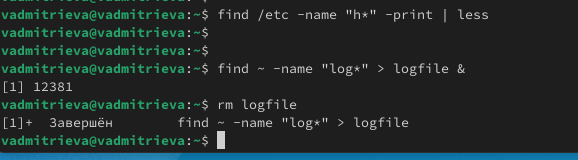 vadmitrieva@vadmitrieva:~$ find /etc -name "h*" -print | less
vadmitrieva@vadmitrieva:~$
vadmitrieva@vadmitrieva:~$
vadmitrieva@vadmitrieva:~$ find ~ -name "log*" > logfile &
[1] 12381
vadmitrieva@vadmitrieva:~$ rm logfile
[1]+  Завершён        find ~ -name "log*" > logfile
vadmitrieva@vadmitrieva:~$